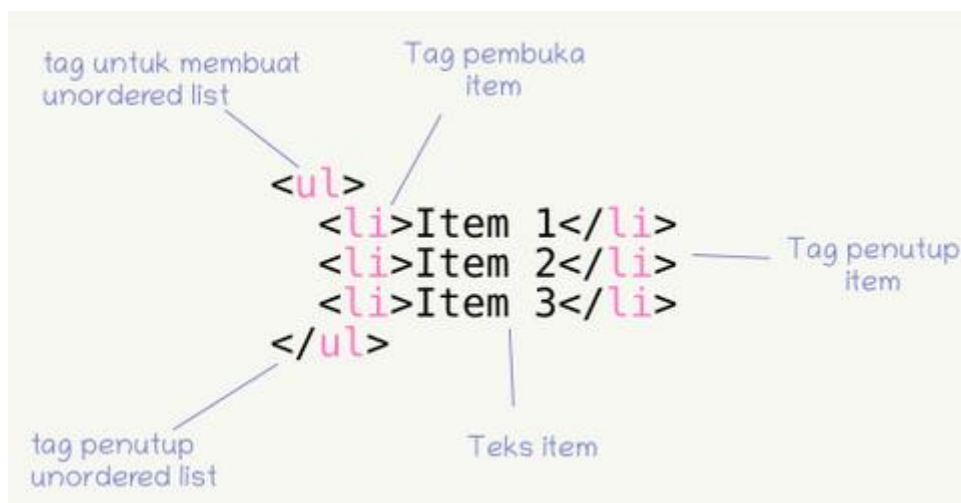 tag untuk membuat
unordered list
Tag pembuka
item
<ul>
<li>Item 1</li>
<li>Item 2</li>
<li>Item 3</li>
</ul>
Tag penutup
item
tag penutup
unordered list
Teks item